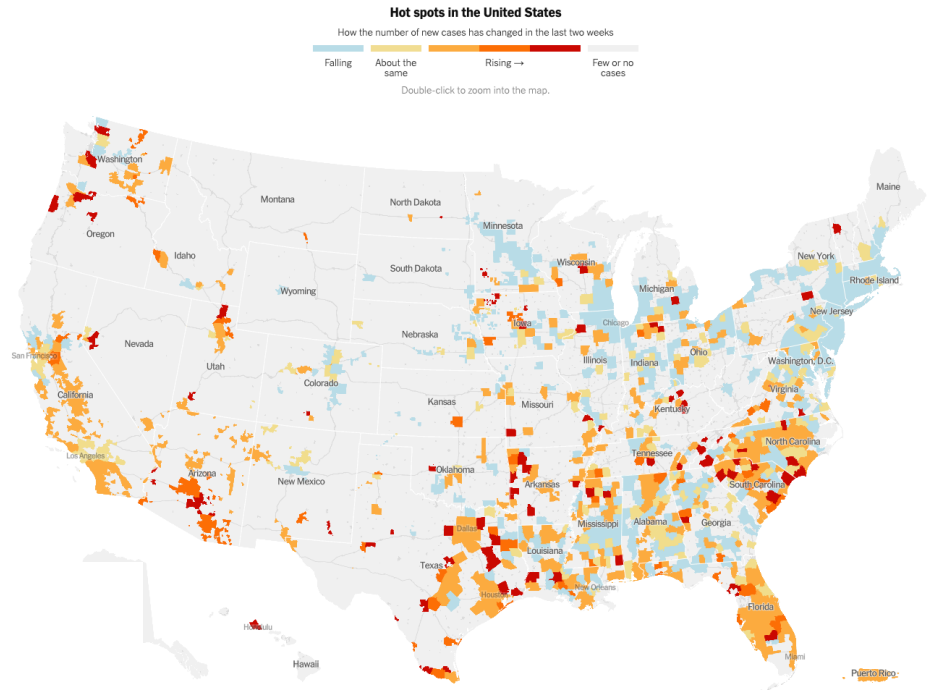 Hot spots in the United States
How the number of new cases has changed in the last two weeks
Falling
About the
same
Rising →
Few or no
cases
Double-click to zoom into the map.
Washington
Maine
Montana
North Dakota
Minnesota
Oregon
Idaho
New York
Wisconsin
South Dakota
Rhode Island
Michigan
Wyoming
New Jersey
Iowa
Chicago
Nebraska
Nevada
San Francisco
Ohio
Washington, D.C.
Illinois
Indiana
Utah
Colorado
Virginia
California
Kansas
Missouri
Kentucky
North Carolina
Los Angeles
Tennessee
Oklahoma
Arizona
New Mexico
Arkansas
South Carolina
Mississippi
Alabama
Georgia
Dallas
Louisiana
Texas
New Orleans
Houston
Florida
Honolulu
Miami
Hawaii
Puerto Rico